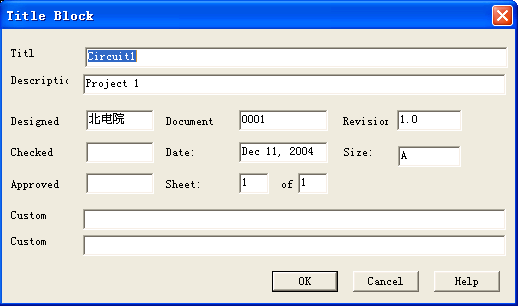 Title Block
Titl Circuit1
Descriptic Project 1
Designed 北电院 Document 0001 Revision 1.0
Checked Date: Dec 11, 2004 Size: A
Approved Sheet: 1 of 1
Custom
Custom
OK Cancel Help